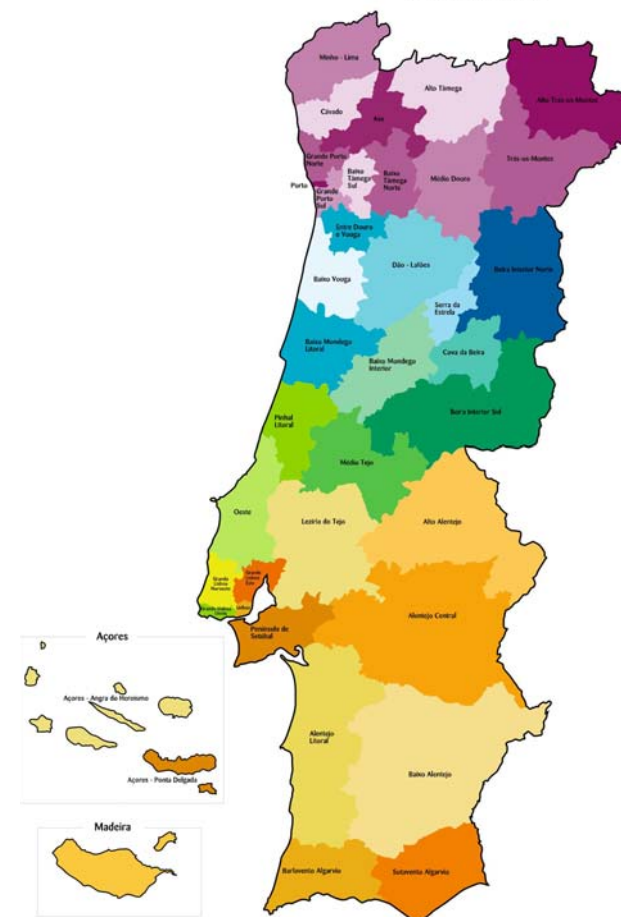 Minho - Lima
Alto Tâmega
Alto Trás-os-Montes
Cávado
Ave
Grande Porto
Norte
Baixo
Tâmega
Sul
Baixo
Tâmega
Norte
Médio Douro
Trás-os-Montes
Porto
Grande
Porto
Sul
Entre Douro
e Vouga
Baixo Vouga
Dão - Lafões
Beira Interior Norte
Serra da
Estrela
Baixo Mondego
Litoral
Baixo Mondego
Interior
Cova da Beira
Pinhal
Litoral
Beira Interior Sul
Médio Tejo
Oeste
Lezíria do Tejo
Alto Alentejo
Grande
Lisboa
Grande
Lisboa
Península de
Setúbal
Alentejo Central
Açores
Açores - Angra do Heroísmo
Açores - Ponta Delgada
Alentejo
Litoral
Baixo Alentejo
Madeira
Barlavento Algarvio
Sotavento Algarvio